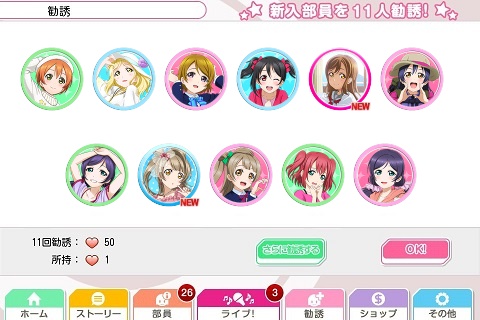 勧誘
新入部員を11人勧誘!
NEW
NEW
11回勧誘： 50
所持： 1
さらに勧誘する
OK!
26
3
ホーム
ストーリー
部員
ライブ!
勧誘
ショップ
その他